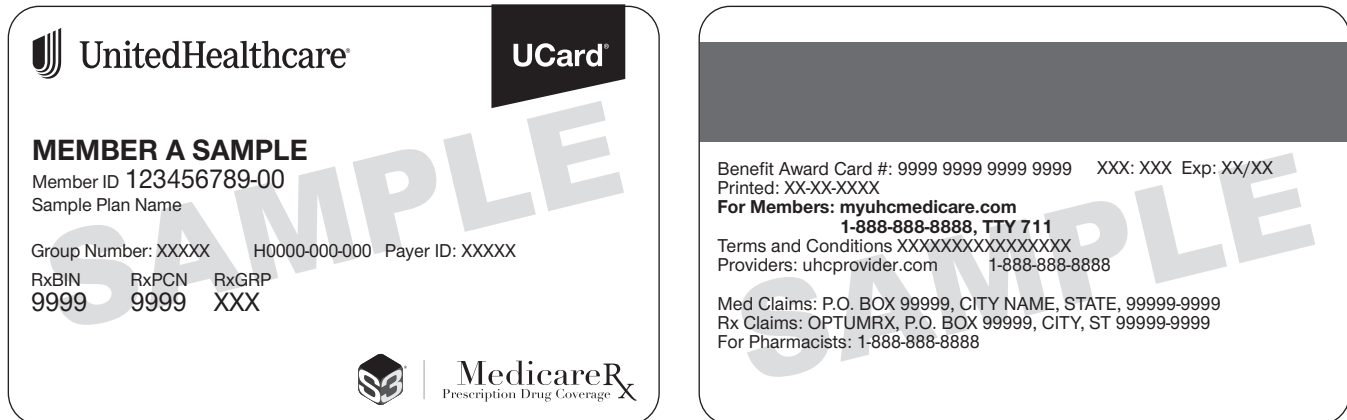 UnitedHealthcare®
UCard®
SAMPLE
MEMBER A SAMPLE
Member ID 123456789-00
Sample Plan Name
Group Number: XXXXX H0000-000-000 Payer ID: XXXXX
RxBIN RxPCN RxGRP
9999 9999 XXX
S3
MedicareRx
Prescription Drug Coverage
SAMPLE
Benefit Award Card #: 9999 9999 9999 9999 XXX: XXX Exp: XX/XX
Printed: XX-XX-XXXX
For Members: myuhcmedicare.com
1-888-888-8888, TTY 711
Terms and Conditions XXXXXXXXXXXXXXXX
Providers: uhcprovider.com 1-888-888-8888
Med Claims: P.O. BOX 99999, CITY NAME, STATE, 99999-9999
Rx Claims: OPTUMRX, P.O. BOX 99999, CITY, ST 99999-9999
For Pharmacists: 1-888-888-8888